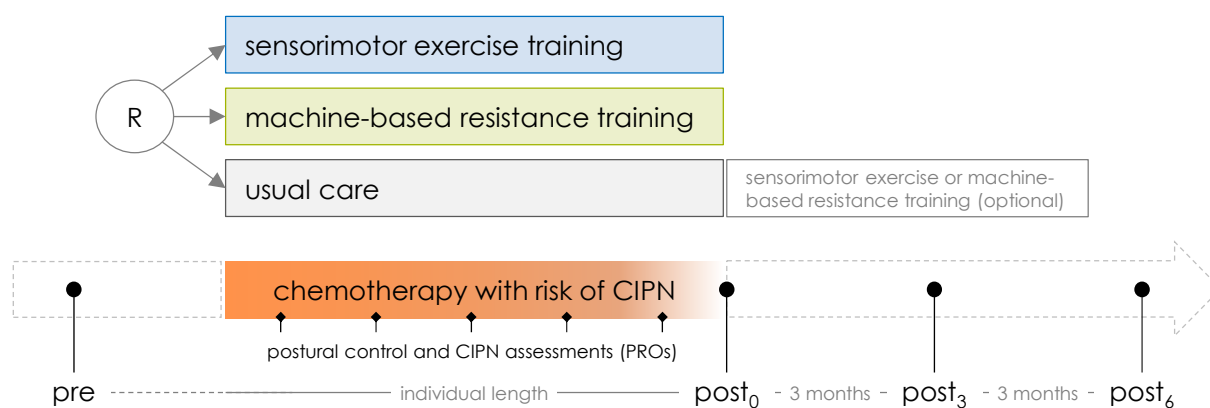 sensorimotor exercise training
R
machine-based resistance training
usual care
sensorimotor exercise or machine-
based resistance training (optional)
chemotherapy with risk of CIPN
postural control and CIPN assessments (PROs)
pre
individual length
post₀
3 months
post₃
3 months
post₆